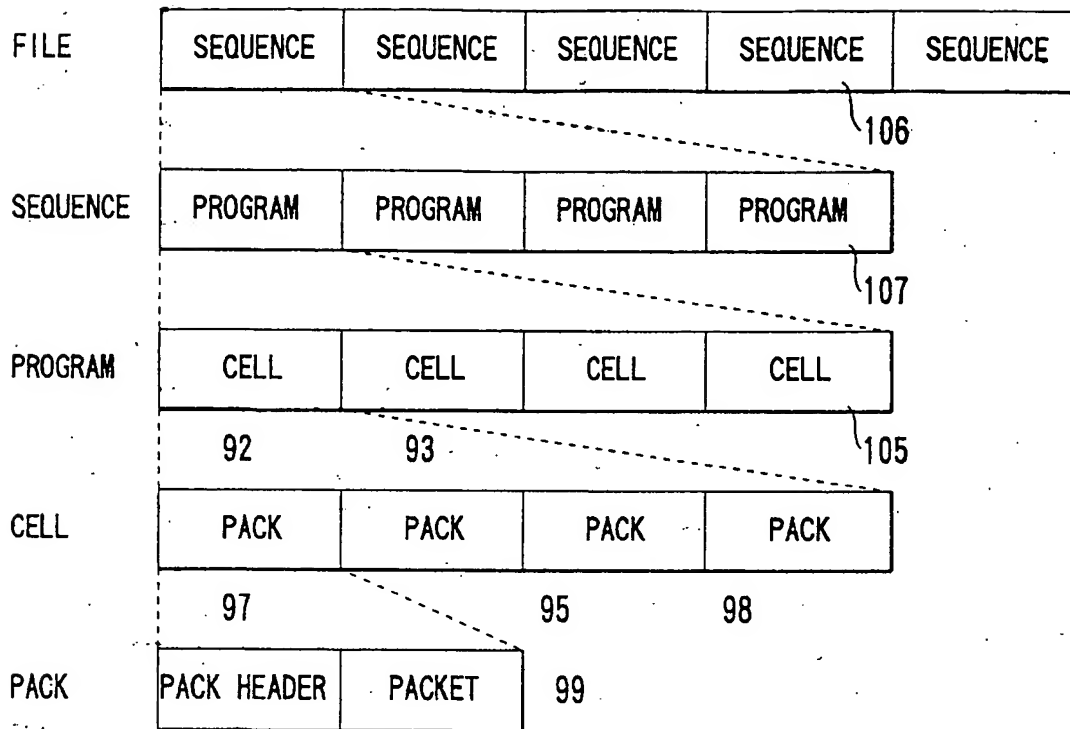 FILE SEQUENCE SEQUENCE SEQUENCE SEQUENCE SEQUENCE
106
SEQUENCE PROGRAM PROGRAM PROGRAM PROGRAM
107
PROGRAM CELL CELL CELL CELL
92 93 105
CELL PACK PACK PACK PACK
97 95 98
PACK PACK HEADER PACKET 99